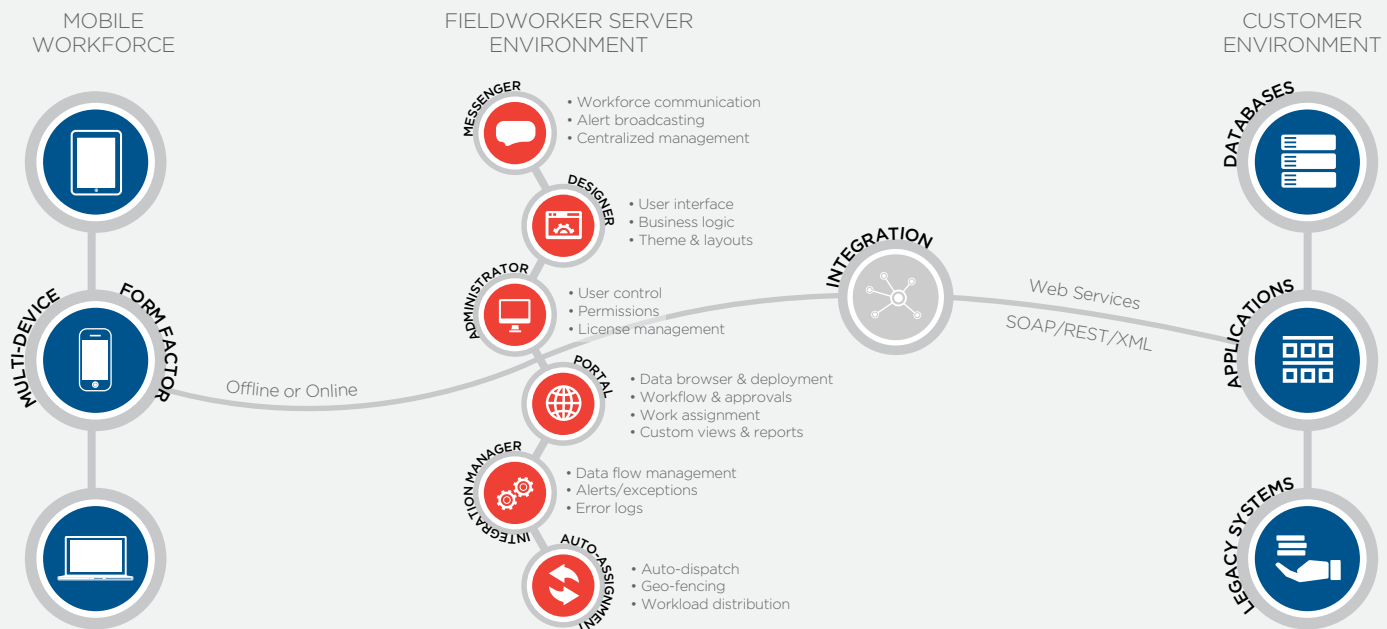 MOBILE
WORKFORCE
MULTI-DEVICE
FORM FACTOR
Offline or Online
FIELDWORKER SERVER
ENVIRONMENT
MESSENGER
• Workforce communication
• Alert broadcasting
• Centralized management
DESIGNER
• User interface
• Business logic
• Theme & layouts
ADMINISTRATOR
• User control
• Permissions
• License management
PORTAL
• Data browser & deployment
• Workflow & approvals
• Work assignment
• Custom views & reports
INTEGRATION MANAGER
• Data flow management
• Alerts/exceptions
• Error logs
AUTO-ASSIGNMENT
• Auto-dispatch
• Geo-fencing
• Workload distribution
INTEGRATION
Web Services
SOAP/REST/XML
CUSTOMER
ENVIRONMENT
DATABASES
APPLICATIONS
LEGACY SYSTEMS